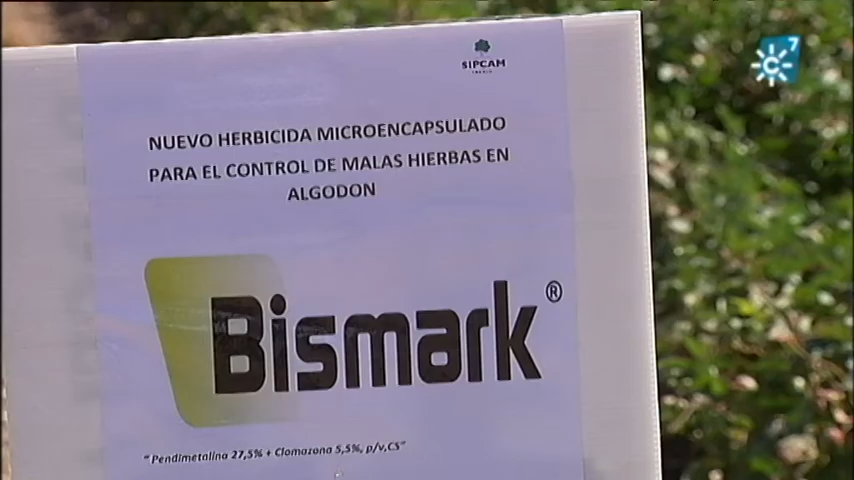 SIPCAM
7
NUEVO HERBICIDA MICROENCAPSULADO
PARA EL CONTROL DE MALAS HIERBAS EN
ALGODON
Bismark ®
" Pendimetalina 27,5% + Clomazona 5,5%, p/v,CS"